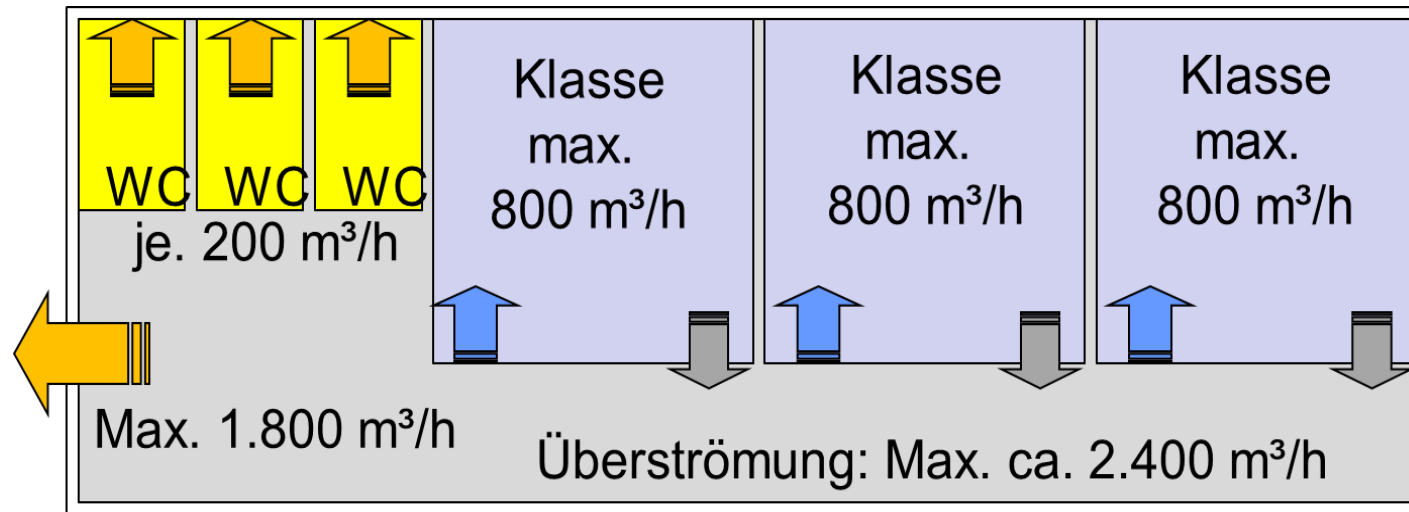 WC WC WC
je. 200 m³/h
Klasse
max.
800 m³/h
Klasse
max.
800 m³/h
Klasse
max.
800 m³/h
Max. 1.800 m³/h
Überströmung: Max. ca. 2.400 m³/h